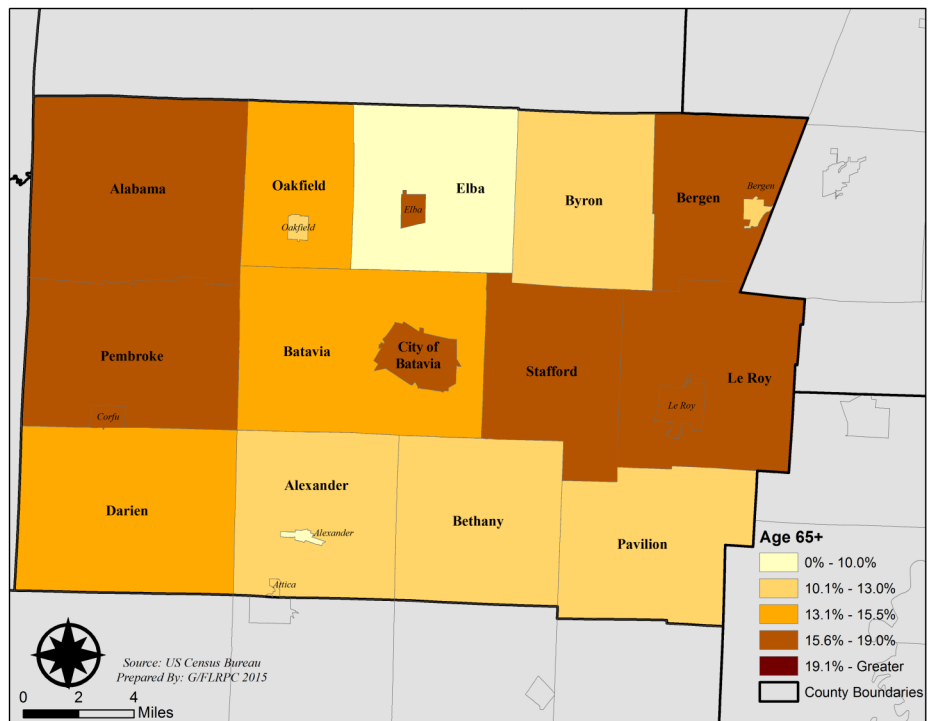 Alabama
Oakfield
Elba
Byron
Bergen
Bergen
Oakfield
Elba
Pembroke
Batavia
City of
Batavia
Stafford
Le Roy
Corfu
Le Roy
Darien
Alexander
Alexander
Bethany
Pavilion
Attica
Age 65+
0% - 10.0%
10.1% - 13.0%
13.1% - 15.5%
15.6% - 19.0%
19.1% - Greater
County Boundaries
Source: US Census Bureau
Prepared By: G/FLRPC 2015
0 2 4
Miles